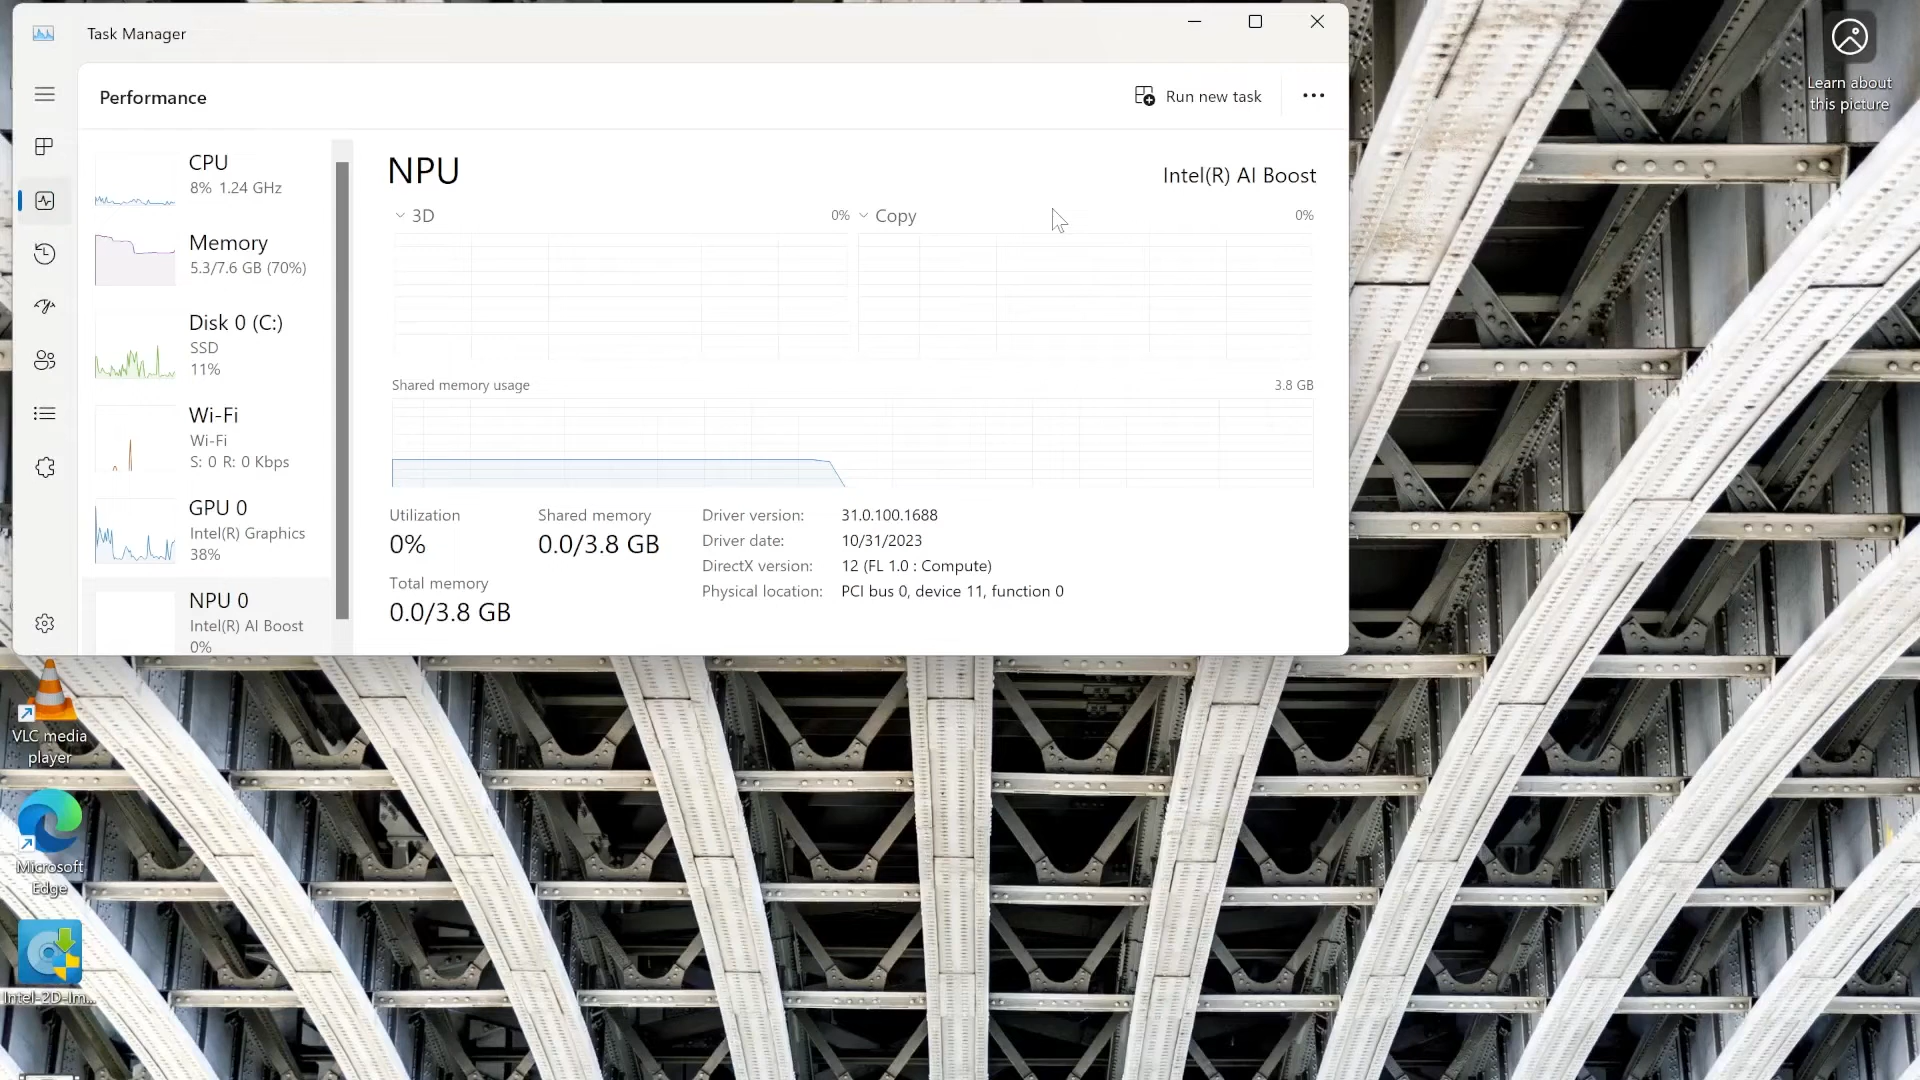 Task Manager
Performance
Run new task
CPU
8% 1.24 GHz
Memory
5.3/7.6 GB (70%)
Disk 0 (C:)
SSD
11%
Wi-Fi
Wi-Fi
S: 0 R: 0 Kbps
GPU 0
Intel(R) Graphics
38%
NPU 0
Intel(R) AI Boost
0%
NPU
Intel(R) AI Boost
3D
0%
Copy
0%
Shared memory usage
3.8 GB
Utilization
0%
Shared memory
0.0/3.8 GB
Total memory
0.0/3.8 GB
Driver version: 31.0.100.1688
Driver date: 10/31/2023
DirectX version: 12 (FL 1.0 : Compute)
Physical location: PCI bus 0, device 11, function 0
Learn about
this picture
VLC media
player
Microsoft
Edge
Intel-2D-Im...